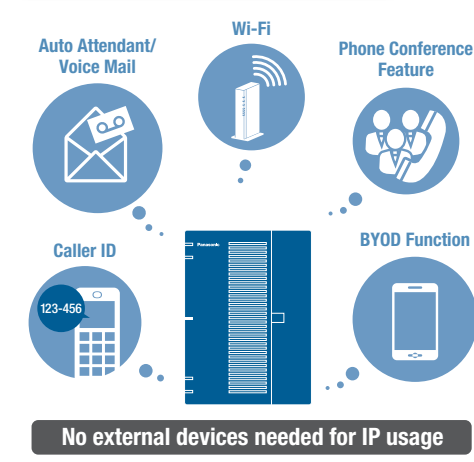 Wi-Fi
Auto Attendant/
Voice Mail
Phone Conference
Feature
Panasonic
Caller ID
123-456
BYOD Function
No external devices needed for IP usage